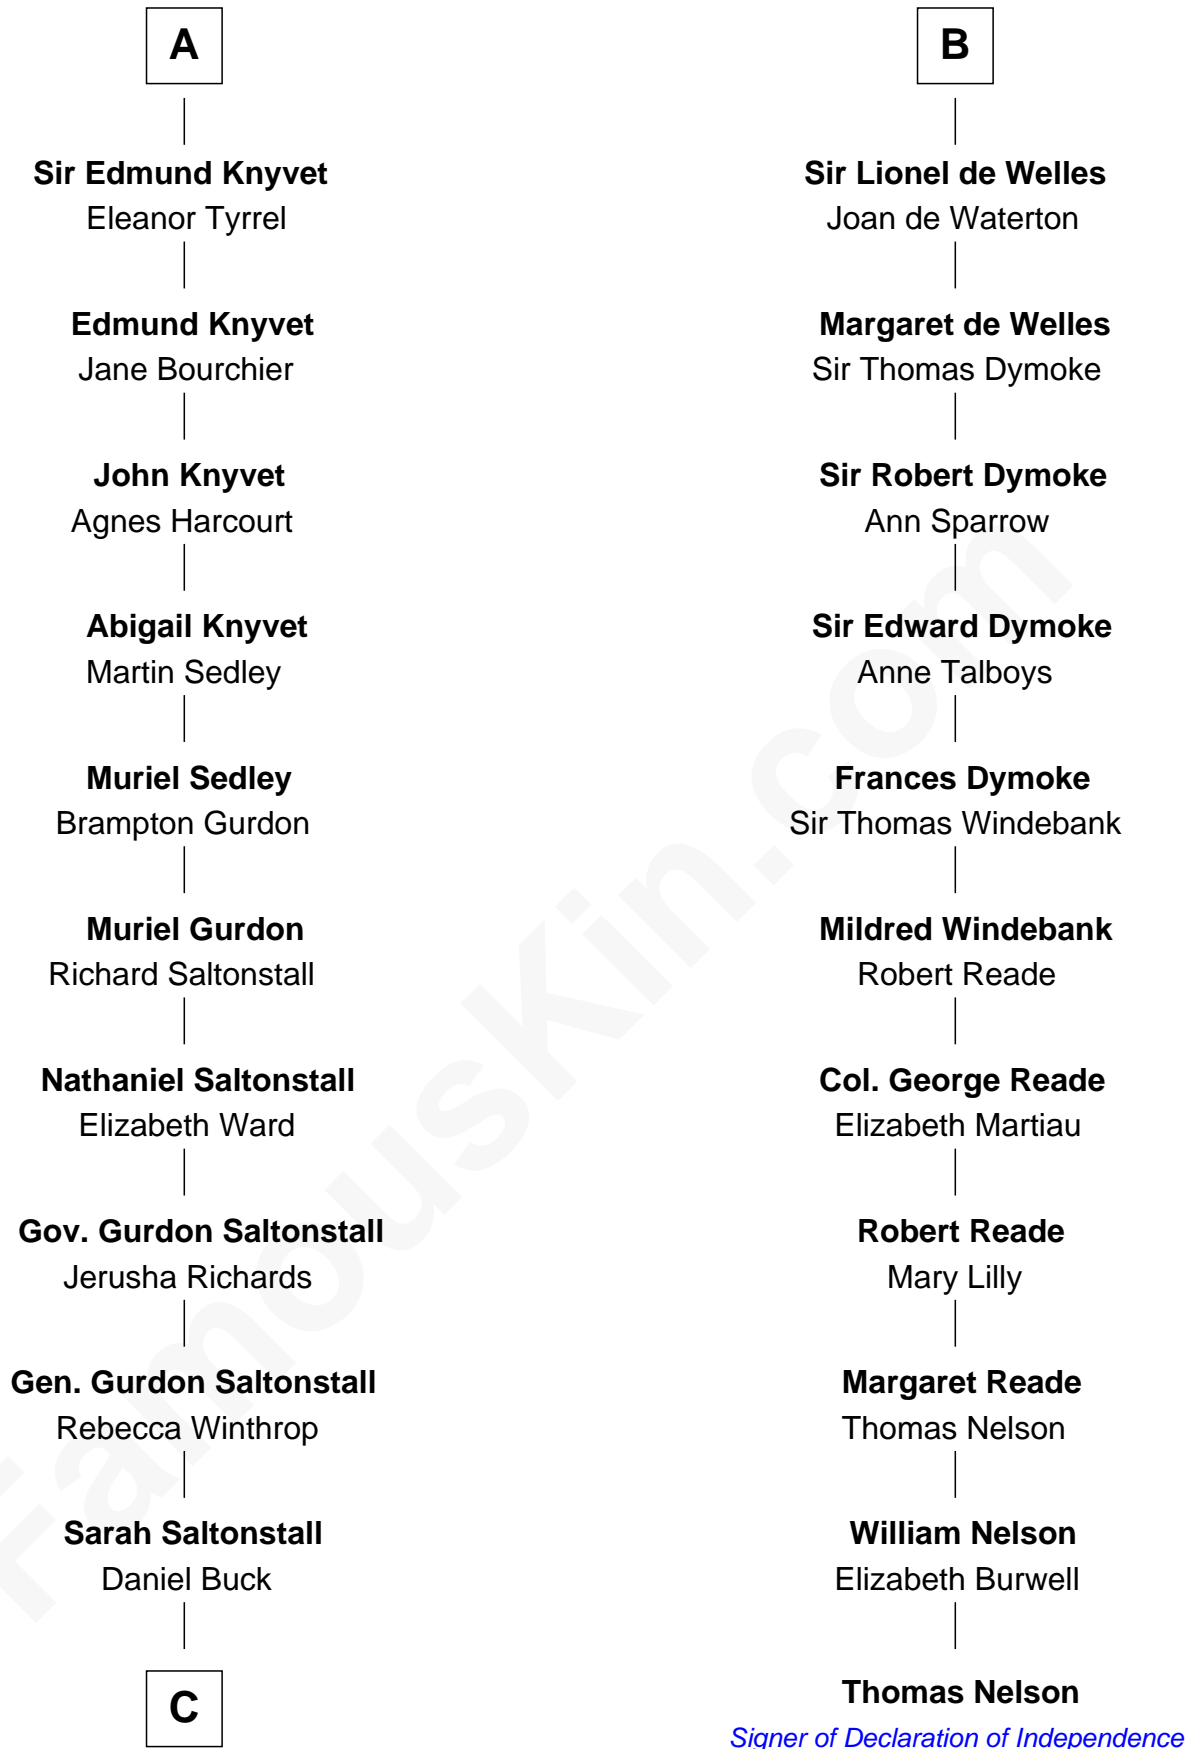 A
Sir Edmund Knyvet
Eleanor Tyrrel
Edmund Knyvet
Jane Bourchier
John Knyvet
Agnes Harcourt
Abigail Knyvet
Martin Sedley
Muriel Sedley
Brampton Gurdon
Muriel Gurdon
Richard Saltonstall
Nathaniel Saltonstall
Elizabeth Ward
Gov. Gurdon Saltonstall
Jerusha Richards
Gen. Gurdon Saltonstall
Rebecca Winthrop
Sarah Saltonstall
Daniel Buck
C
B
Sir Lionel de Welles
Joan de Waterton
Margaret de Welles
Sir Thomas Dymoke
Sir Robert Dymoke
Ann Sparrow
Sir Edward Dymoke
Anne Talboys
Frances Dymoke
Sir Thomas Windebank
Mildred Windebank
Robert Reade
Col. George Reade
Elizabeth Martiau
Robert Reade
Mary Lilly
Margaret Reade
Thomas Nelson
William Nelson
Elizabeth Burwell
Thomas Nelson
Signer of Declaration of Independence
FamousKin.com